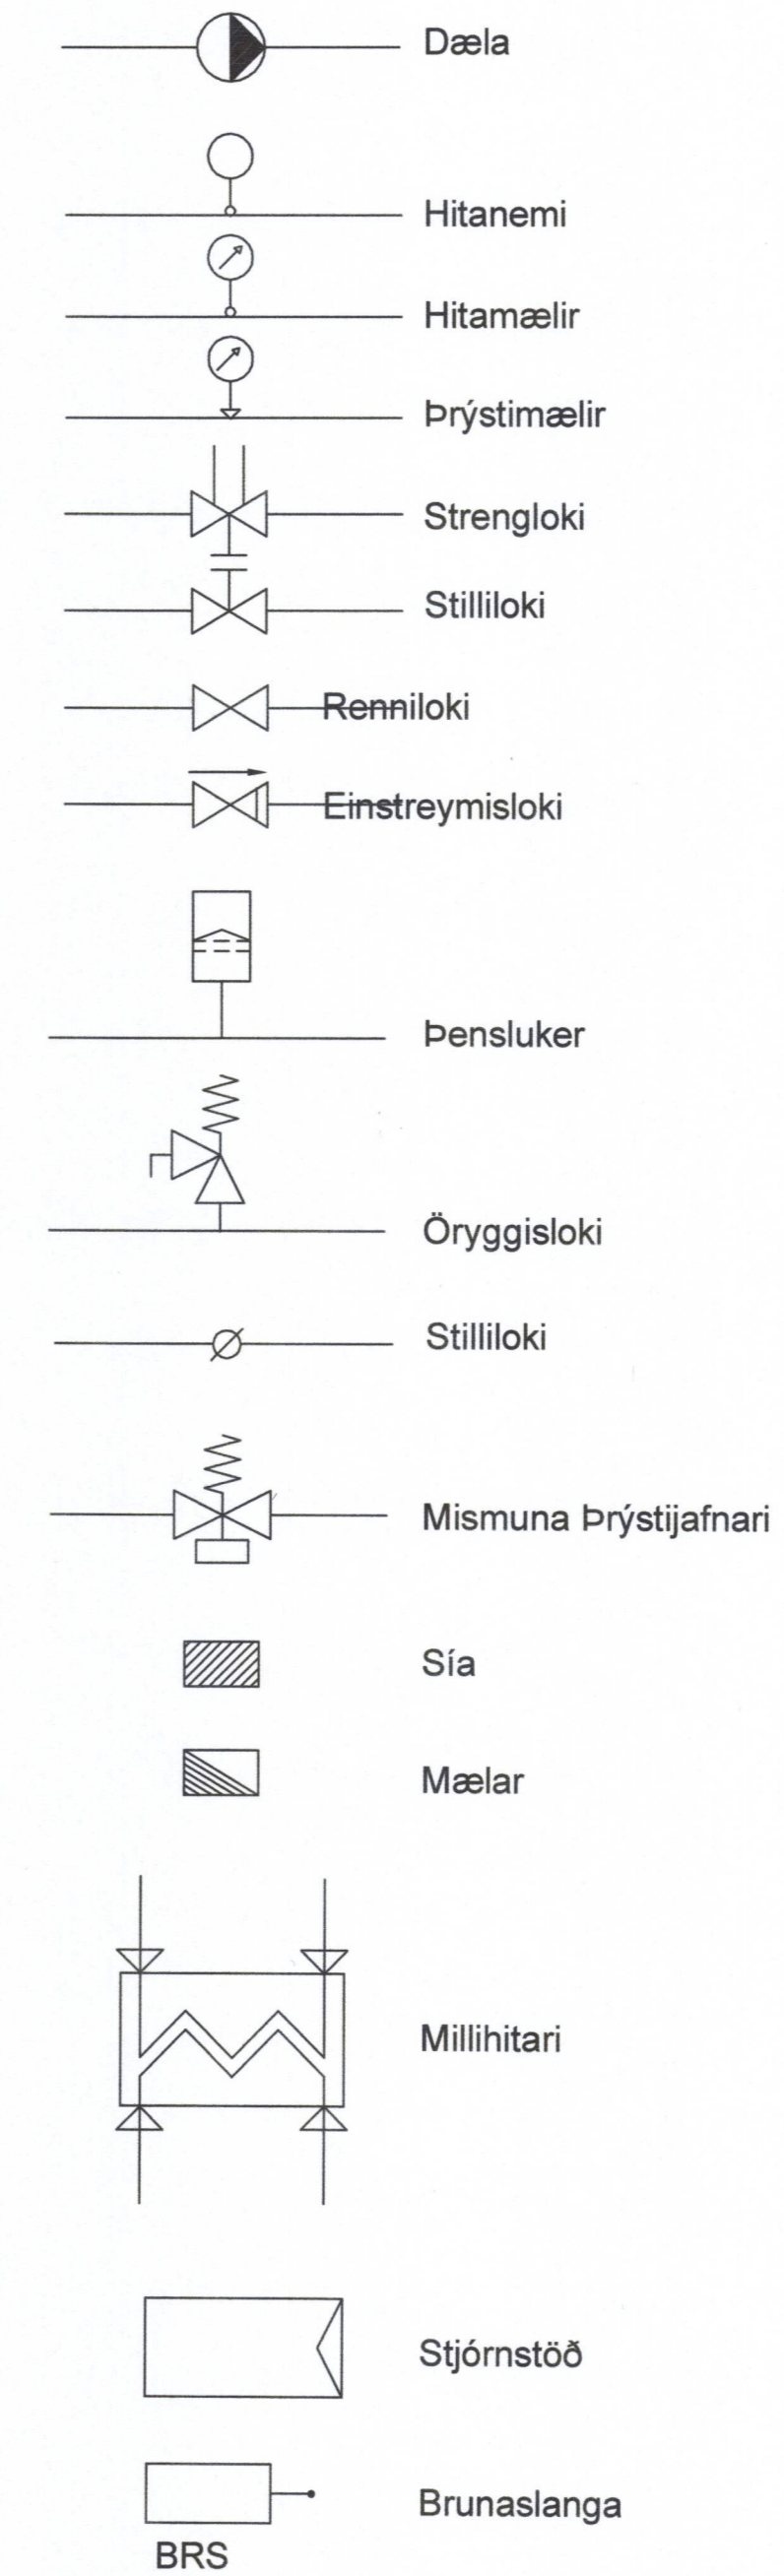 Dæla
Hitanemi
Hitamælir
Þrýstimælir
Strengloki
Stilliloki
Renniloki
Einstreymisloki
Þensluker
Öryggisloki
Stilliloki
Mismuna Þrýstijafnari
Sía
Mælar
Millihitari
Stjórnstöð
Brunaslanga
BRS